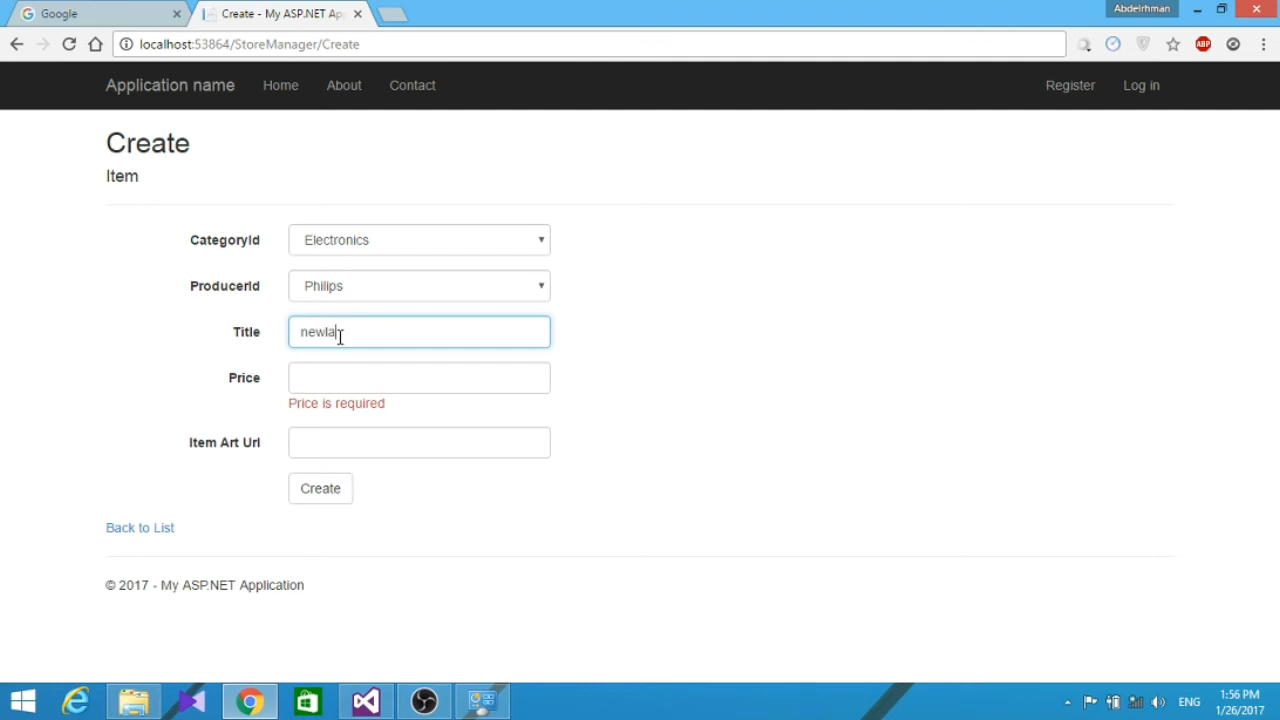 Google
Create - My ASP.NET Ap
Abdelrhman
localhost:53864/StoreManager/Create
ABP
Application name
Home
About
Contact
Register
Log in
Create
Item
CategoryId
Electronics
ProducerId
Philips
Title
newla
Price
Price is required
Item Art Url
Create
Back to List
© 2017 - My ASP.NET Application
ENG
1:56 PM
1/26/2017